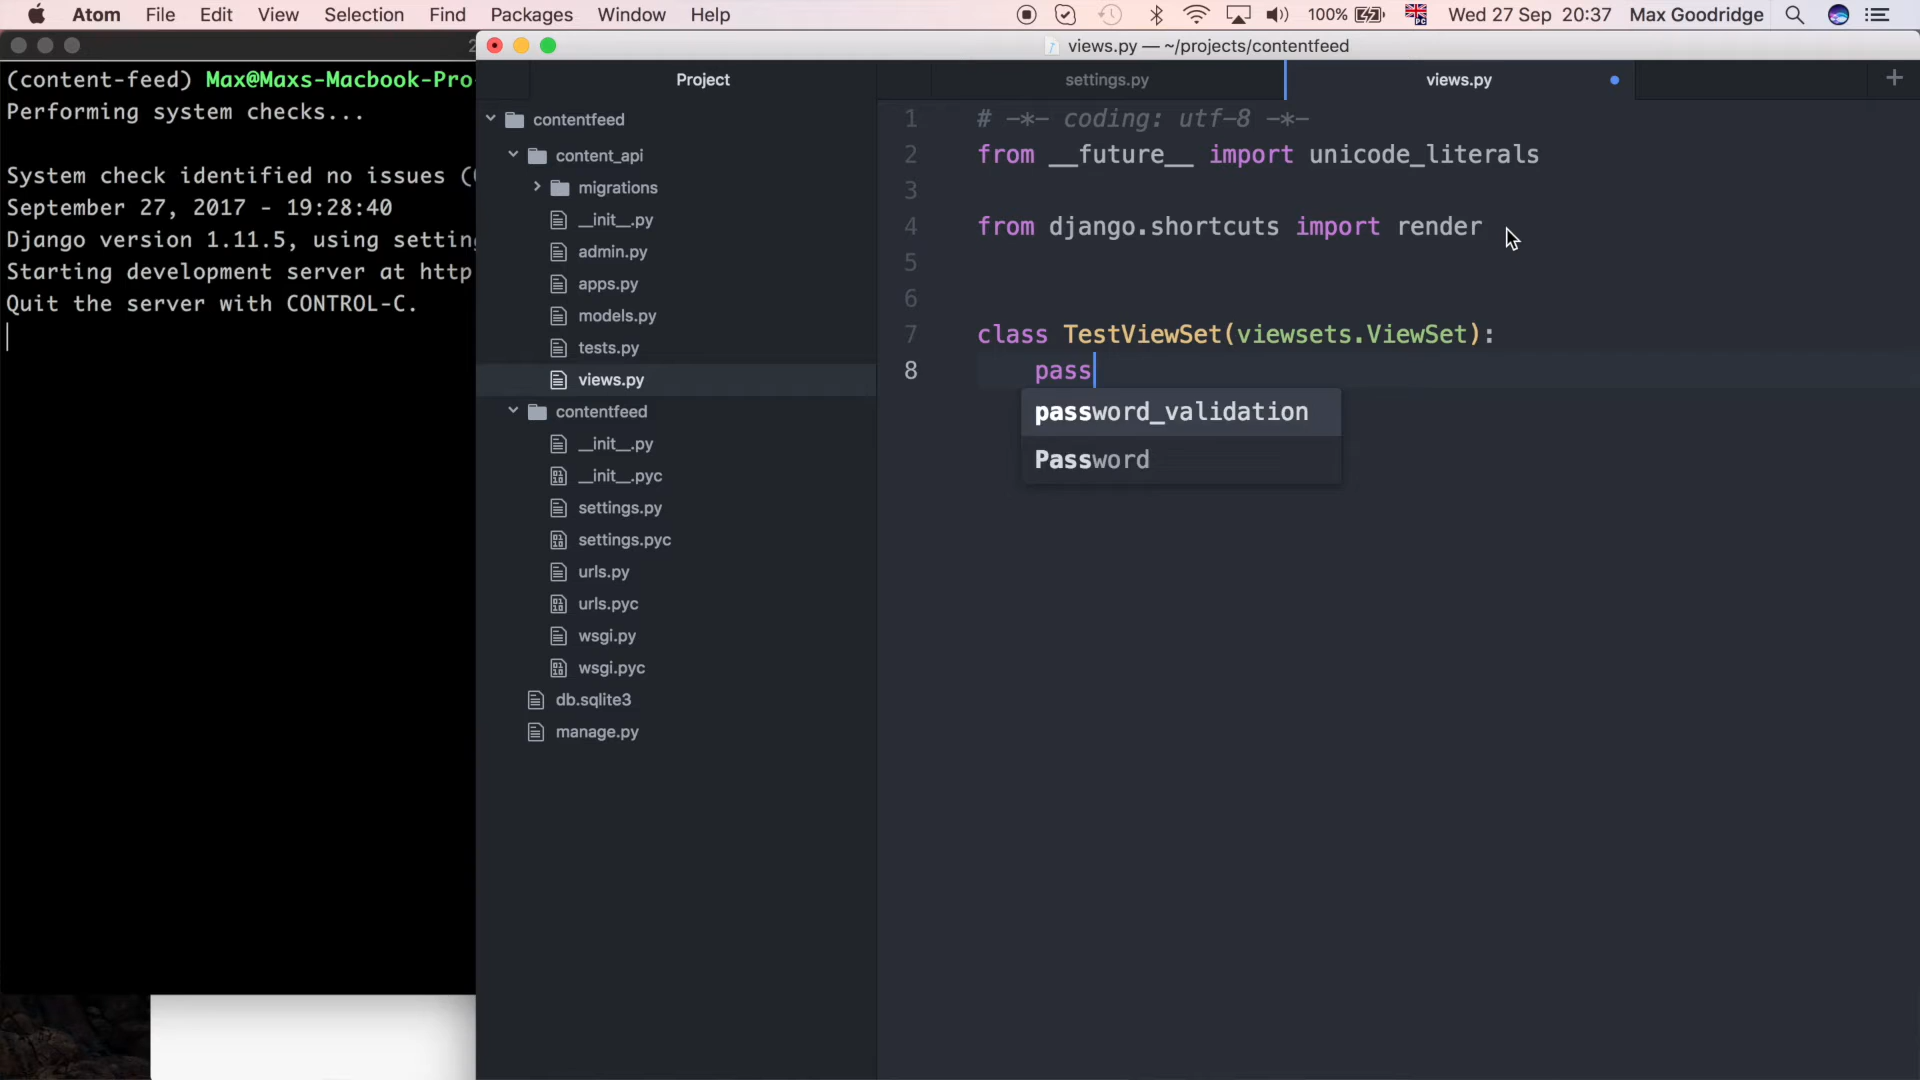 Atom File Edit View Selection Find Packages Window Help 100% Wed 27 Sep 20:37 Max Goodridge
views.py — ~/projects/contentfeed
(content-feed) Max@Maxs-Macbook-Pro
Performing system checks...
System check identified no issues (
September 27, 2017 - 19:28:40
Django version 1.11.5, using settin
Starting development server at http
Quit the server with CONTROL-C.
Project
contentfeed
content_api
migrations
__init__.py
admin.py
apps.py
models.py
tests.py
views.py
contentfeed
__init__.py
__init__.pyc
settings.py
settings.pyc
urls.py
urls.pyc
wsgi.py
wsgi.pyc
db.sqlite3
manage.py
settings.py views.py
1 # -*- coding: utf-8 -*-
2 from __future__ import unicode_literals
3
4 from django.shortcuts import render
5
6
7 class TestViewSet(viewsets.ViewSet):
8 pass
password_validation
Password